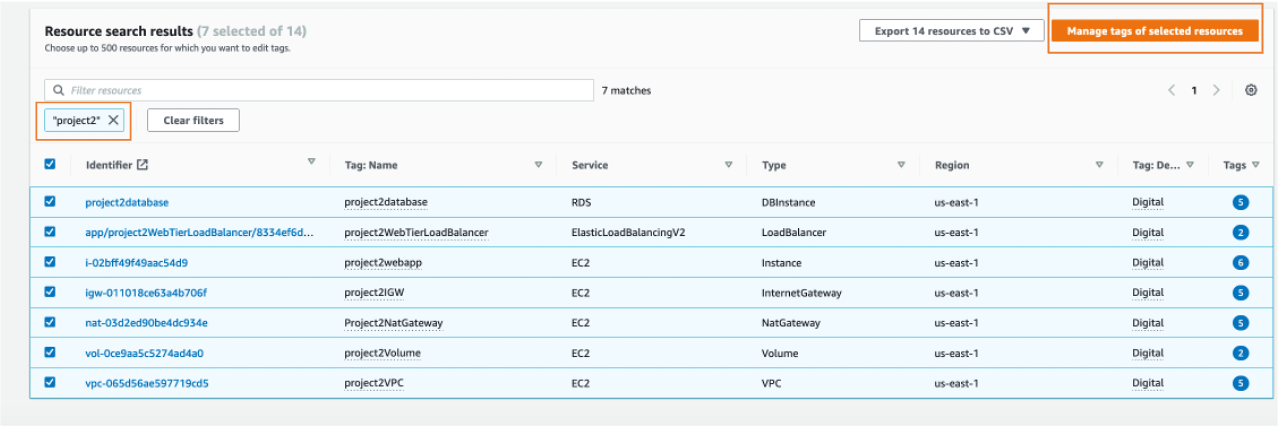 Resource search results (7 selected of 14)
Export 14 resources to CSV
Manage tags of selected resources
Choose up to 500 resources for which you want to edit tags.
Filter resources
7 matches
1
"project2"
Clear filters
Identifier Tag: Name Service Type Region Tag: De... Tags
project2database project2database RDS DBInstance us-east-1 Digital 5
app/project2WebTierLoadBalancer/8334ef6d... project2WebTierLoadBalancer ElasticLoadBalancingV2 LoadBalancer us-east-1 Digital 2
i-02bff49f49aac54d9 project2webapp EC2 Instance us-east-1 Digital 6
igw-011018ce63a4b706f project2IGW EC2 InternetGateway us-east-1 Digital 5
nat-03d2ed90be4dc934e Project2NatGateway EC2 NatGateway us-east-1 Digital 5
vol-0ce9aa5c5274ad4a0 project2Volume EC2 Volume us-east-1 Digital 2
vpc-065d56ae597719cd5 project2VPC EC2 VPC us-east-1 Digital 5